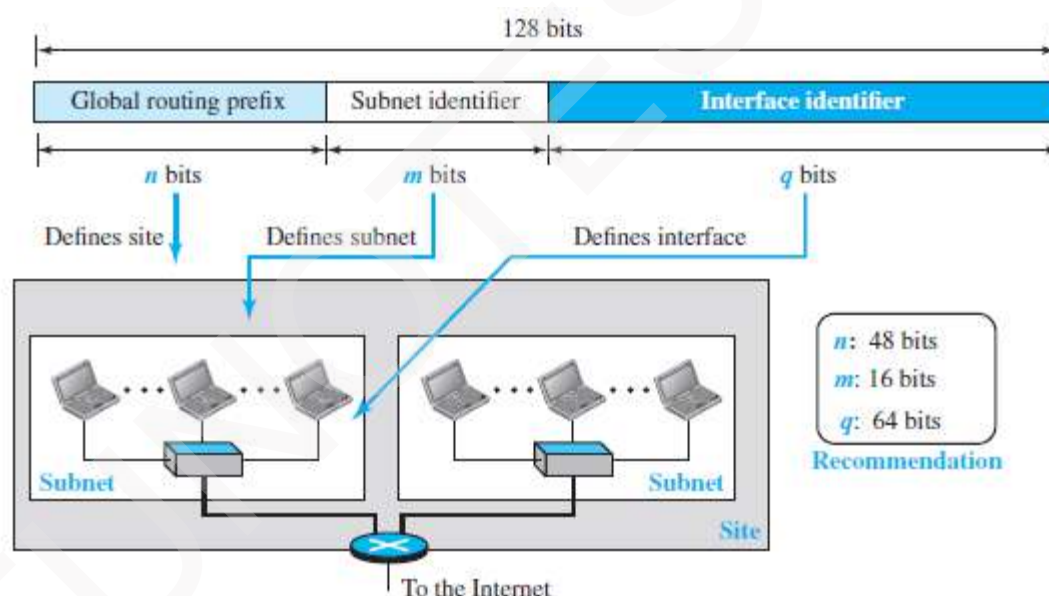 128 bits
Global routing prefix Subnet identifier Interface identifier
n bits m bits q bits
Defines site Defines subnet Defines interface
n: 48 bits
m: 16 bits
q: 64 bits
Recommendation
Subnet Subnet
Site
To the Internet